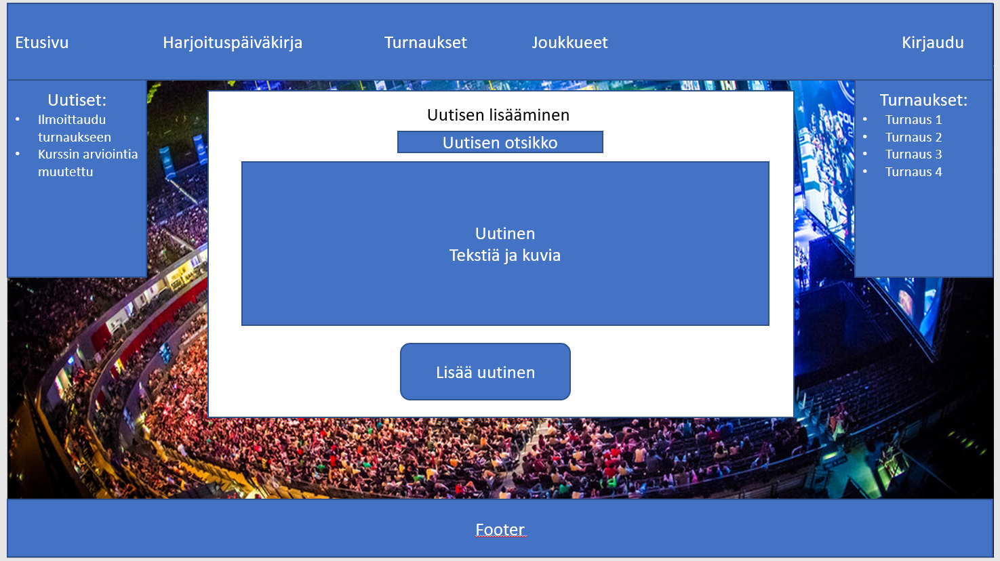 Etusivu Harjoituspäiväkirja Turnaukset Joukkueet Kirjaudu
Uutiset:
• Ilmoittaudu
turnaukseen
• Kurssin arviointia
muutettu
Uutisen lisääminen
Uutisen otsikko
Uutinen
Tekstiä ja kuvia
Lisää uutinen
Turnaukset:
• Turnaus 1
• Turnaus 2
• Turnaus 3
• Turnaus 4
Footer